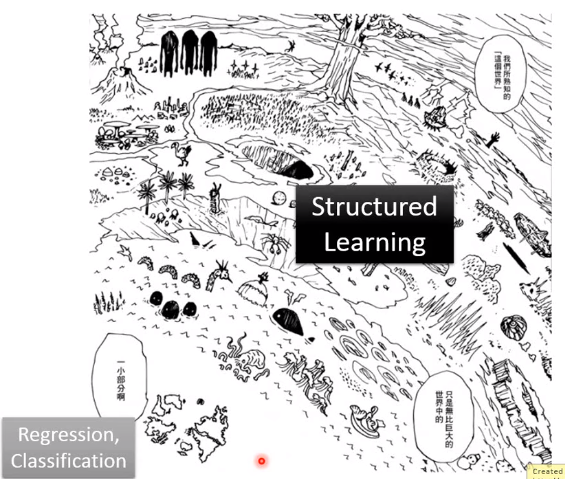 我們所熟知的
「這個世界」
Structured
Learning
只是無比巨大的
世界中的
一小部分啊
Regression,
Classification
Created